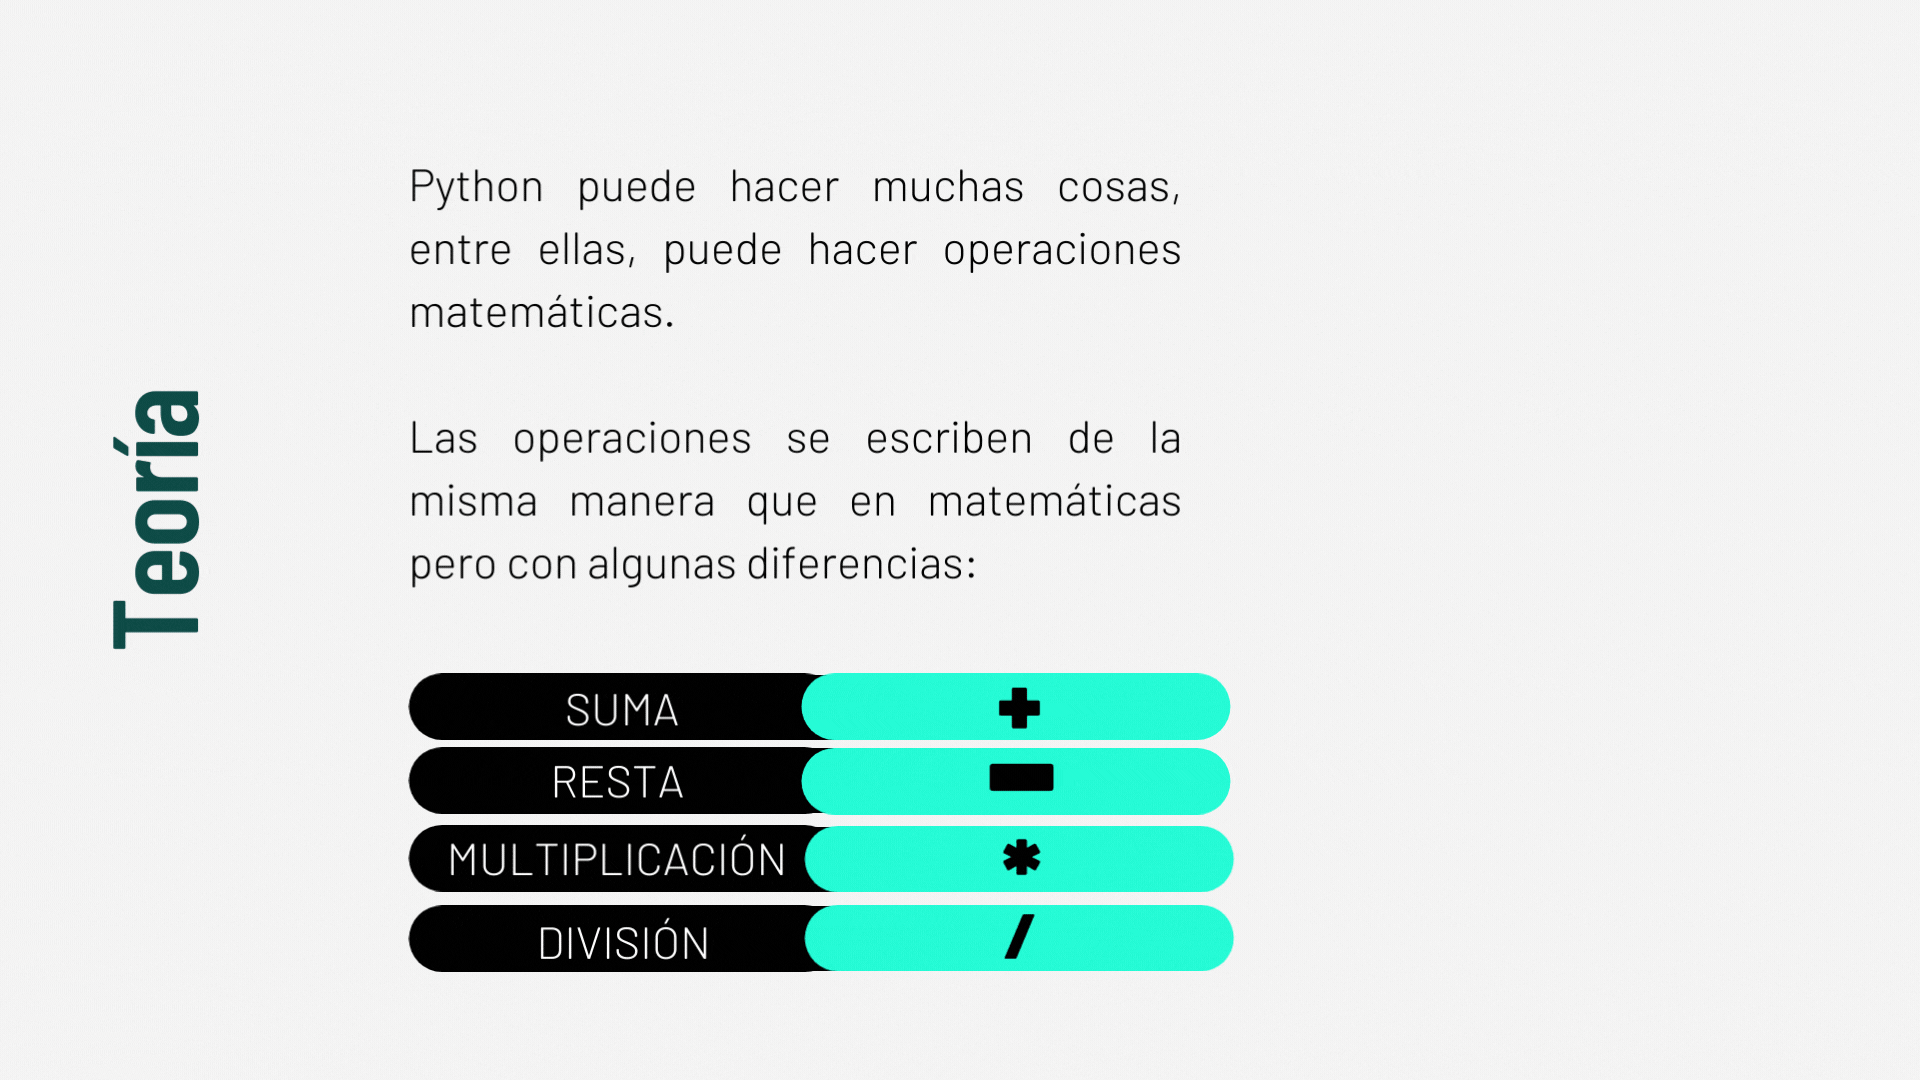 Teoría
Python puede hacer muchas cosas,
entre ellas, puede hacer operaciones
matemáticas.
Las operaciones se escriben de la
misma manera que en matemáticas
pero con algunas diferencias:
SUMA +
RESTA -
MULTIPLICACIÓN *
DIVISIÓN /